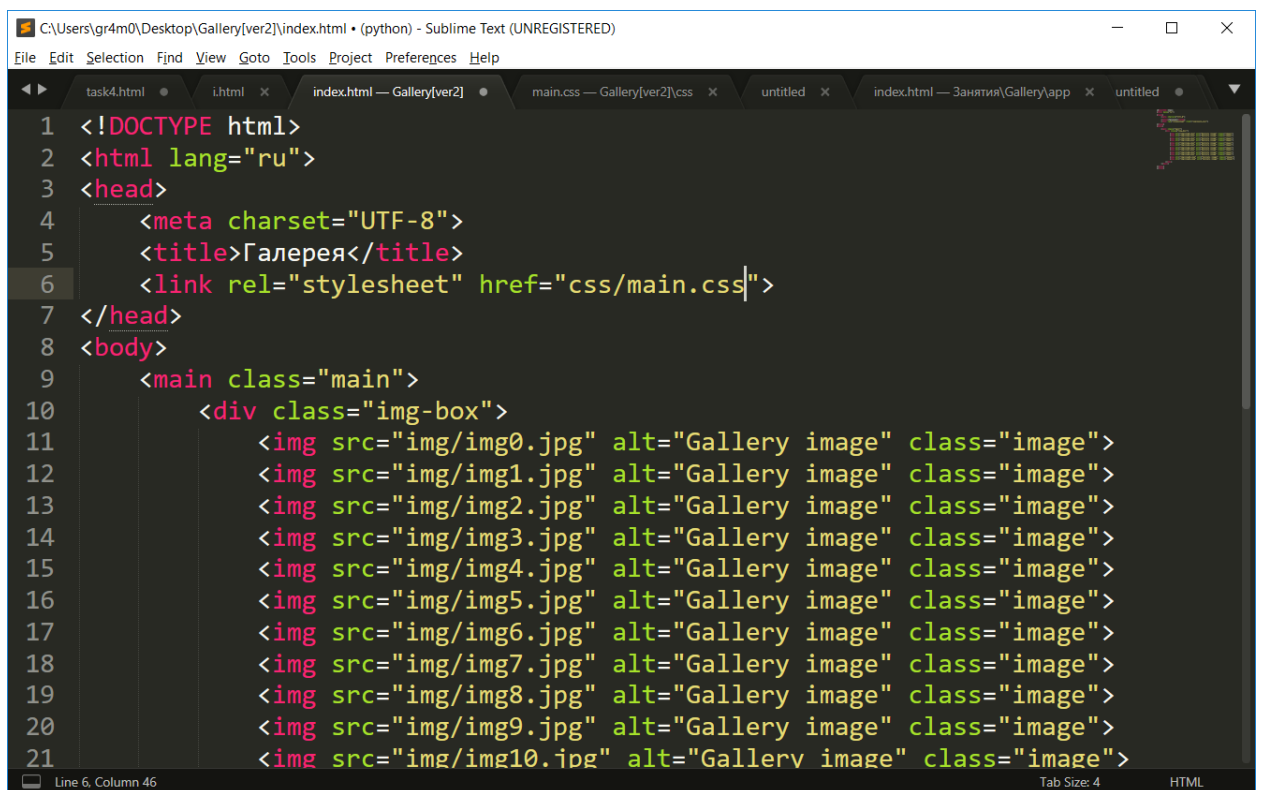 C:\Users\gr4m0\Desktop\Gallery[ver2]\index.html • (python) - Sublime Text (UNREGISTERED)
File Edit Selection Find View Goto Tools Project Preferences Help
task4.html i.html index.html — Gallery[ver2] main.css — Gallery[ver2]\css untitled index.html — Занятия\Gallery\app untitled
1 <!DOCTYPE html>
2 <html lang="ru">
3 <head>
4 <meta charset="UTF-8">
5 <title>Галерея</title>
6 <link rel="stylesheet" href="css/main.css">
7 </head>
8 <body>
9 <main class="main">
10 <div class="img-box">
11 <img src="img/img0.jpg" alt="Gallery image" class="image">
12 <img src="img/img1.jpg" alt="Gallery image" class="image">
13 <img src="img/img2.jpg" alt="Gallery image" class="image">
14 <img src="img/img3.jpg" alt="Gallery image" class="image">
15 <img src="img/img4.jpg" alt="Gallery image" class="image">
16 <img src="img/img5.jpg" alt="Gallery image" class="image">
17 <img src="img/img6.jpg" alt="Gallery image" class="image">
18 <img src="img/img7.jpg" alt="Gallery image" class="image">
19 <img src="img/img8.jpg" alt="Gallery image" class="image">
20 <img src="img/img9.jpg" alt="Gallery image" class="image">
21 <img src="img/img10.jpg" alt="Gallery image" class="image">
Line 6, Column 46 Tab Size: 4 HTML